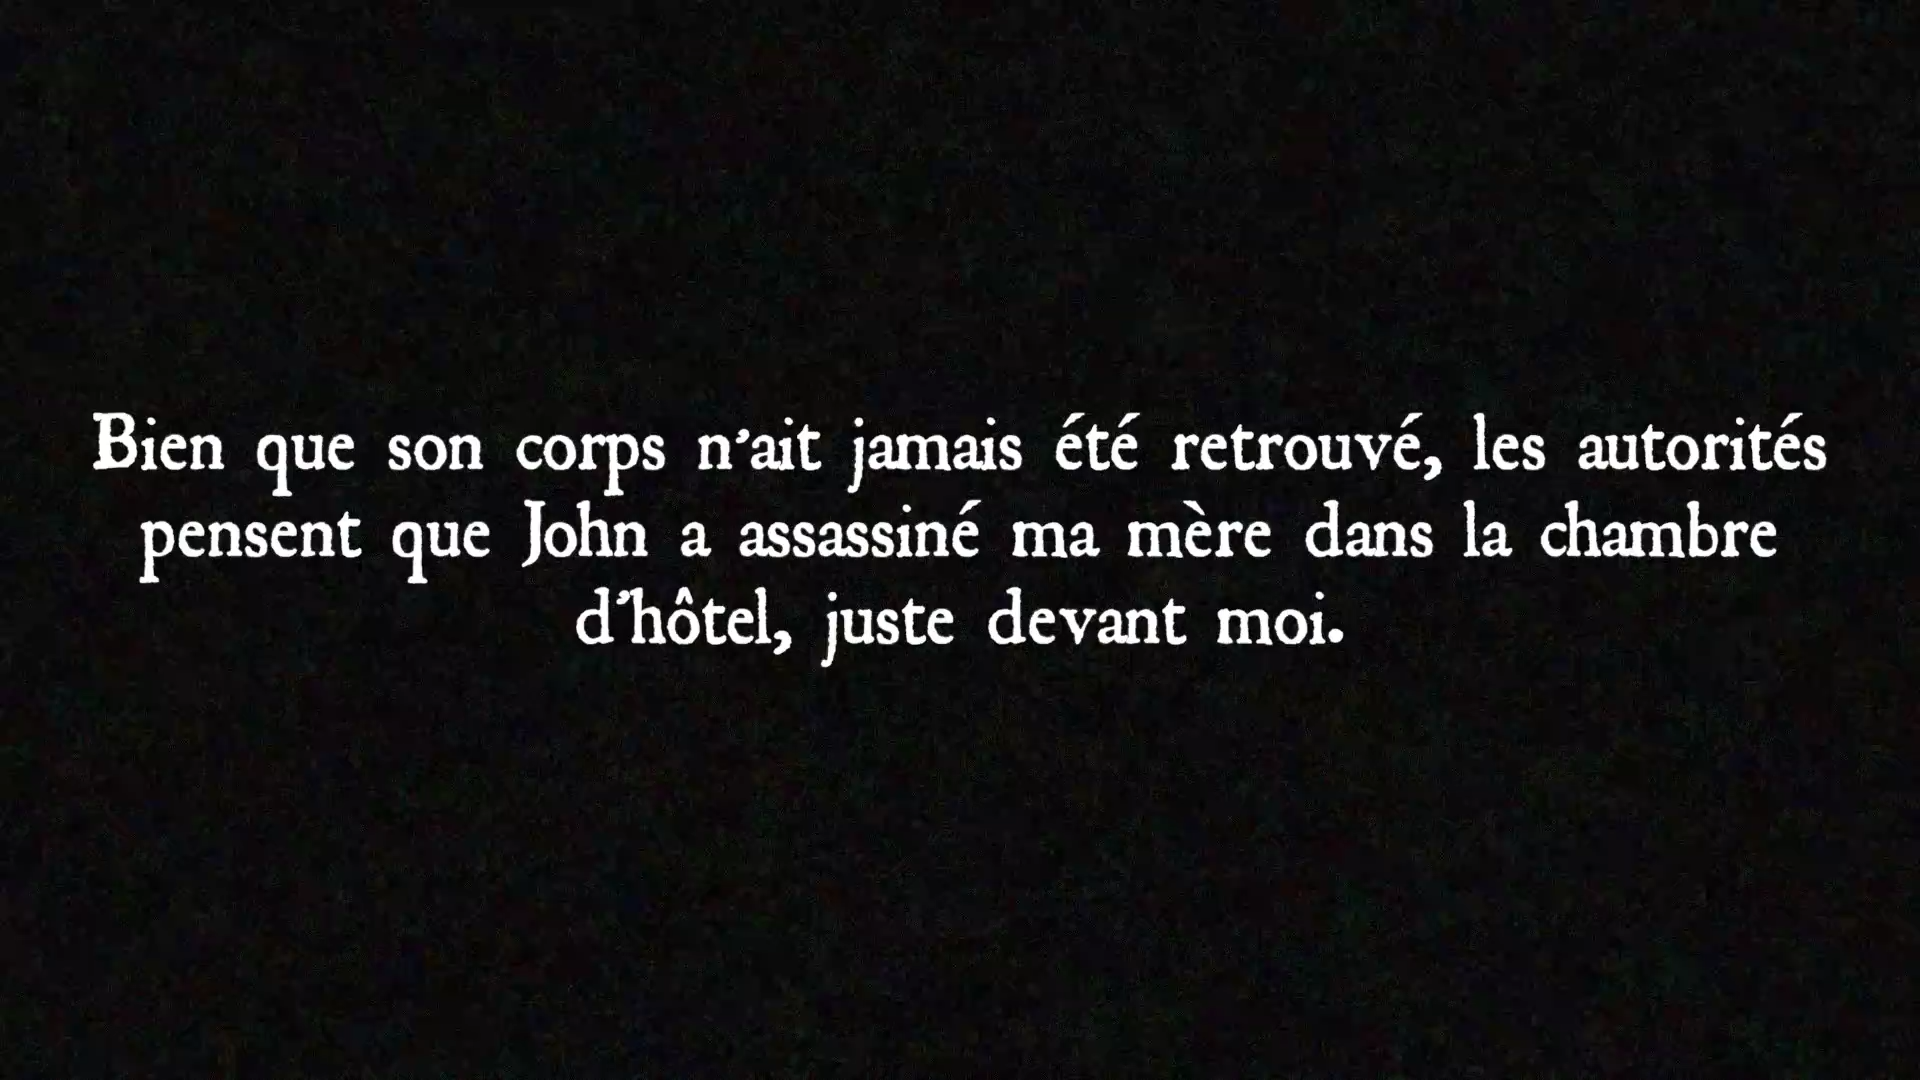 Bien que son corps n'ait jamais été retrouvé, les autorités
pensent que John a assassiné ma mère dans la chambre
d'hôtel, juste devant moi.